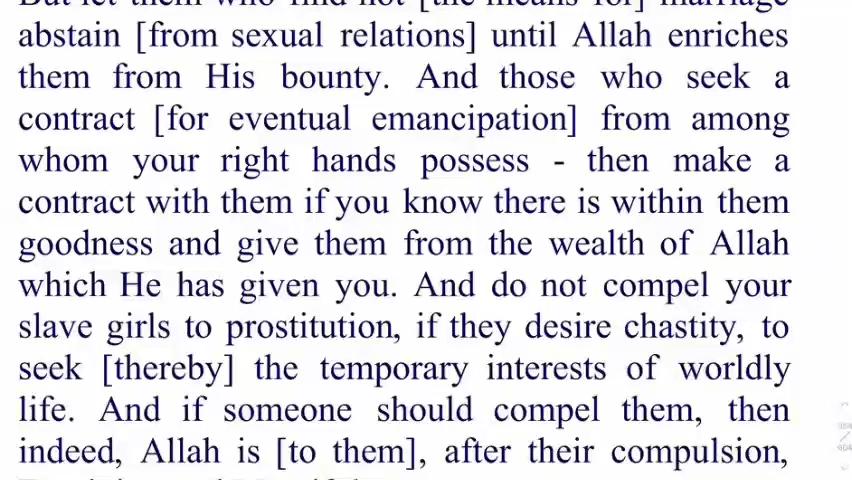 abstain [from sexual relations] until Allah enriches
them from His bounty. And those who seek a
contract [for eventual emancipation] from among
whom your right hands possess - then make a
contract with them if you know there is within them
goodness and give them from the wealth of Allah
which He has given you. And do not compel your
slave girls to prostitution, if they desire chastity, to
seek [thereby] the temporary interests of worldly
life. And if someone should compel them, then
indeed, Allah is [to them], after their compulsion,